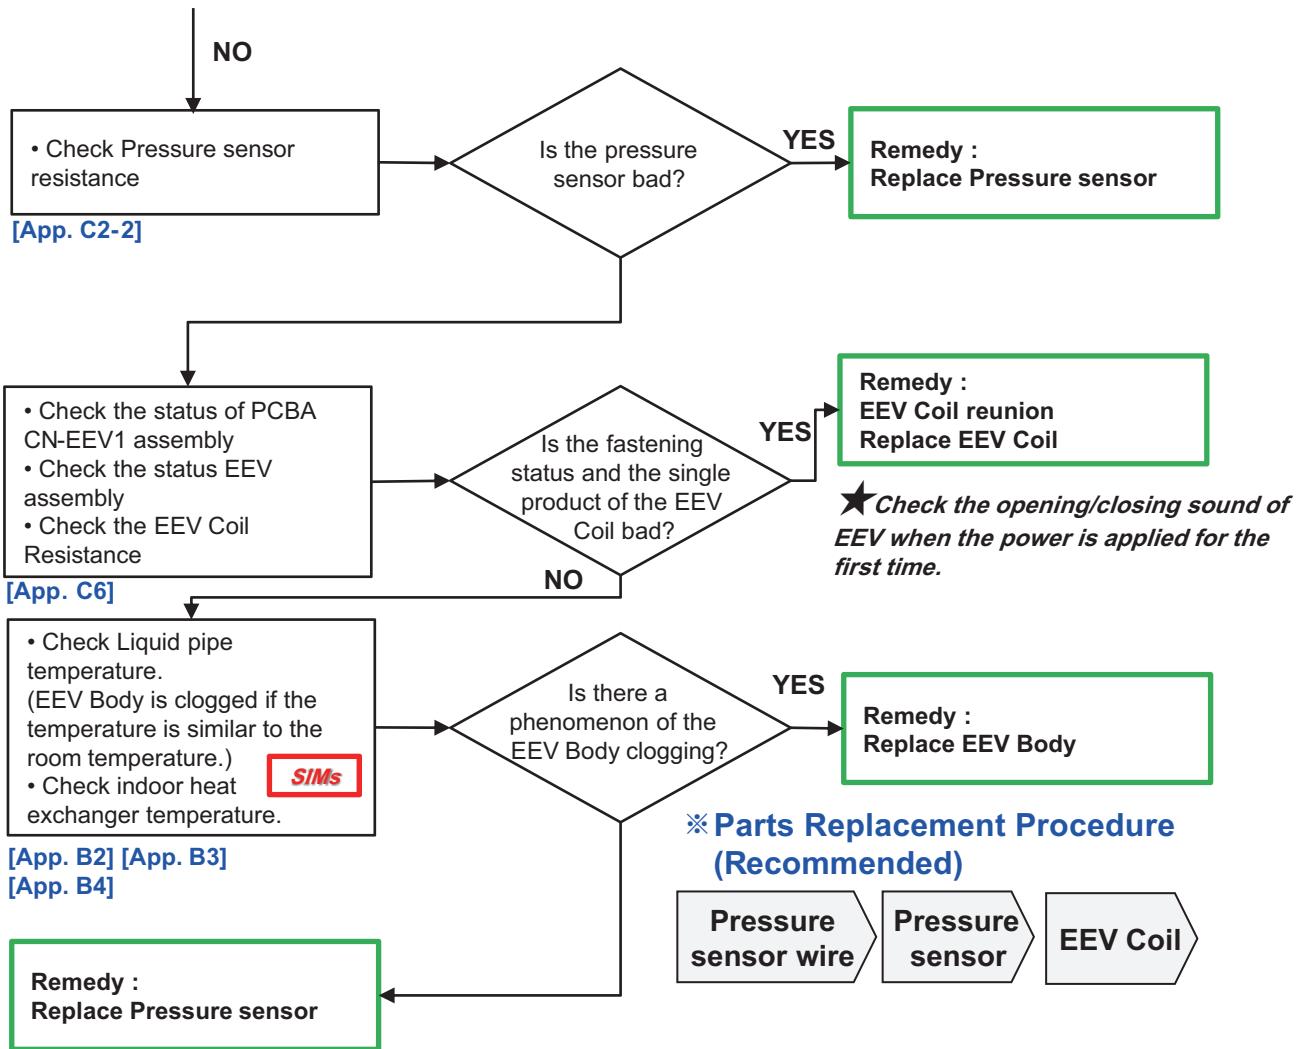 NO
• Check Pressure sensor
resistance
Is the pressure
sensor bad?
YES
Remedy :
Replace Pressure sensor
[App. C2-2]
• Check the status of PCBA
CN-EEV1 assembly
• Check the status EEV
assembly
• Check the EEV Coil
Resistance
Is the fastening
status and the single
product of the EEV
Coil bad?
YES
Remedy :
EEV Coil reunion
Replace EEV Coil
★Check the opening/closing sound of
EEV when the power is applied for the
first time.
[App. C6]
NO
• Check Liquid pipe
temperature.
(EEV Body is clogged if the
temperature is similar to the
room temperature.)
SIMs
• Check indoor heat
exchanger temperature.
Is there a
phenomenon of the
EEV Body clogging?
YES
Remedy :
Replace EEV Body
[App. B2] [App. B3]
[App. B4]
※Parts Replacement Procedure
(Recommended)
Pressure
sensor wire
Pressure
sensor
EEV Coil
Remedy :
Replace Pressure sensor